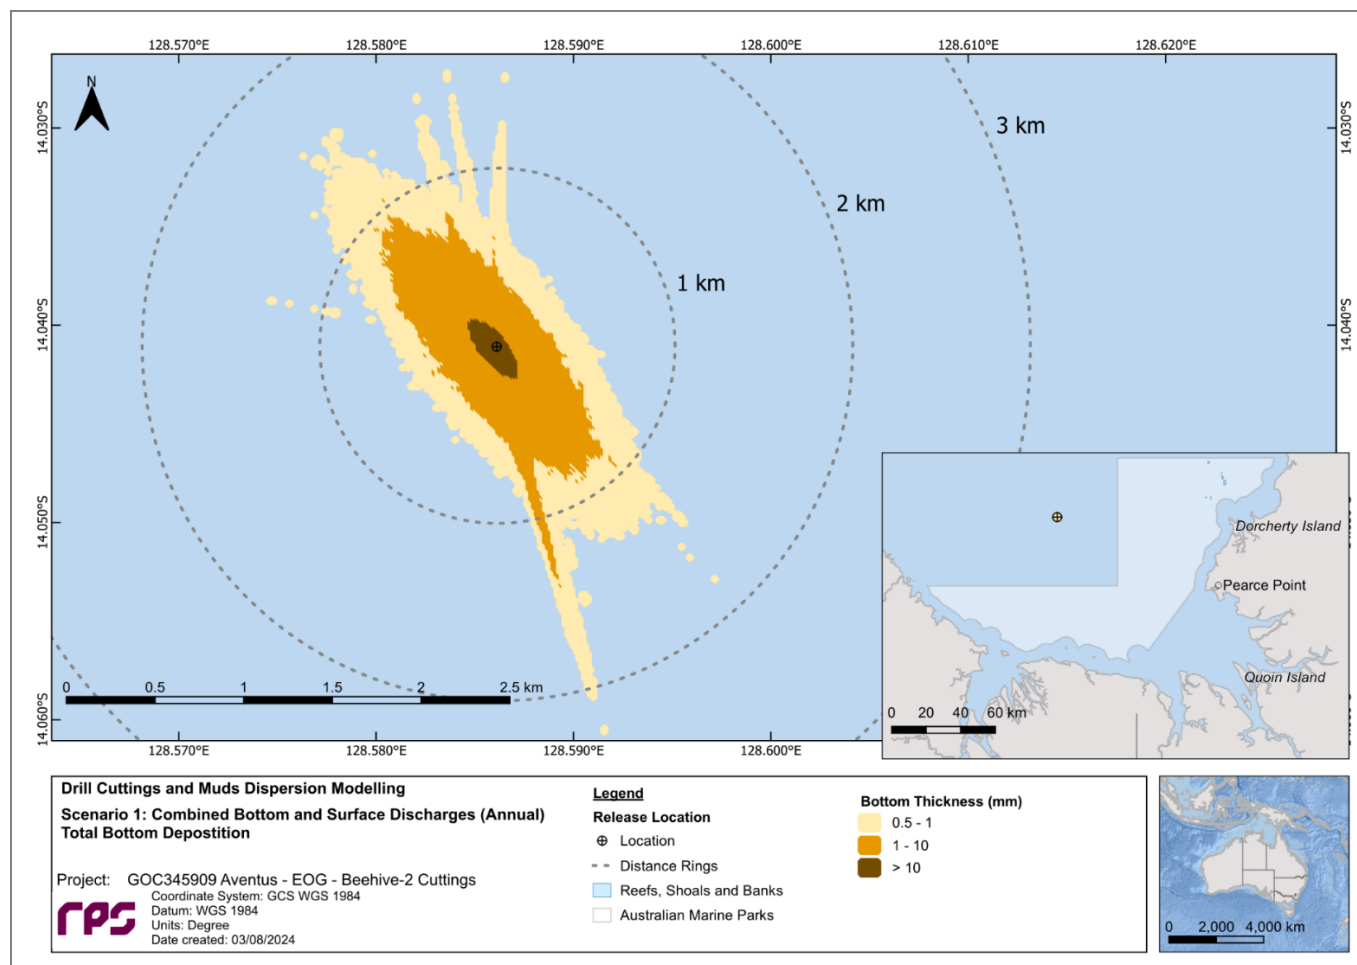 128.570°E 128.580°E 128.590°E 128.600°E 128.610°E 128.620°E
N
14.030°S
14.030°S
3 km
2 km
1 km
14.040°S
14.040°S
14.050°S
Dorcherty Island
Pearce Point
Quoin Island
0 20 40 60 km
0 0.5 1 1.5 2 2.5 km
14.060°S
128.570°E 128.580°E 128.590°E 128.600°E 128.610°E 128.620°E
Drill Cuttings and Muds Dispersion Modelling
Scenario 1: Combined Bottom and Surface Discharges (Annual)
Total Bottom Depostition
Project: GOC345909 Aventus - EOG - Beehive-2 Cuttings
rps
Coordinate System: GCS WGS 1984
Datum: WGS 1984
Units: Degree
Date created: 03/08/2024
Legend
Release Location
Location
Distance Rings
Reefs, Shoals and Banks
Australian Marine Parks
Bottom Thickness (mm)
0.5 - 1
1 - 10
> 10
0 2,000 4,000 km